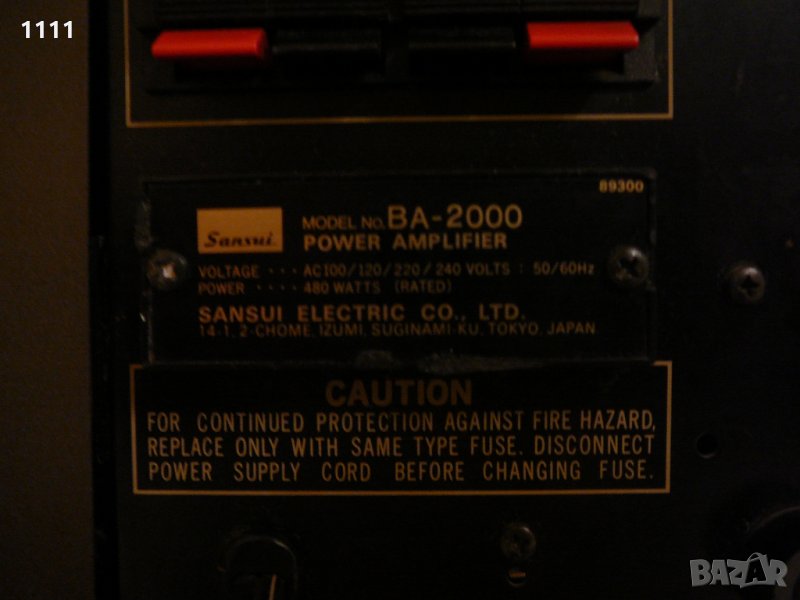 1111
89300
Sansui
MODEL No. BA-2000
POWER AMPLIFIER
VOLTAGE ···· AC100/120/220/240 VOLTS : 50/60Hz
POWER ···· 480 WATTS (RATED)
SANSUI ELECTRIC CO., LTD.
14-1, 2-CHOME, IZUMI, SUGINAMI-KU, TOKYO, JAPAN
CAUTION
FOR CONTINUED PROTECTION AGAINST FIRE HAZARD,
REPLACE ONLY WITH SAME TYPE FUSE. DISCONNECT
POWER SUPPLY CORD BEFORE CHANGING FUSE.
BAZAR